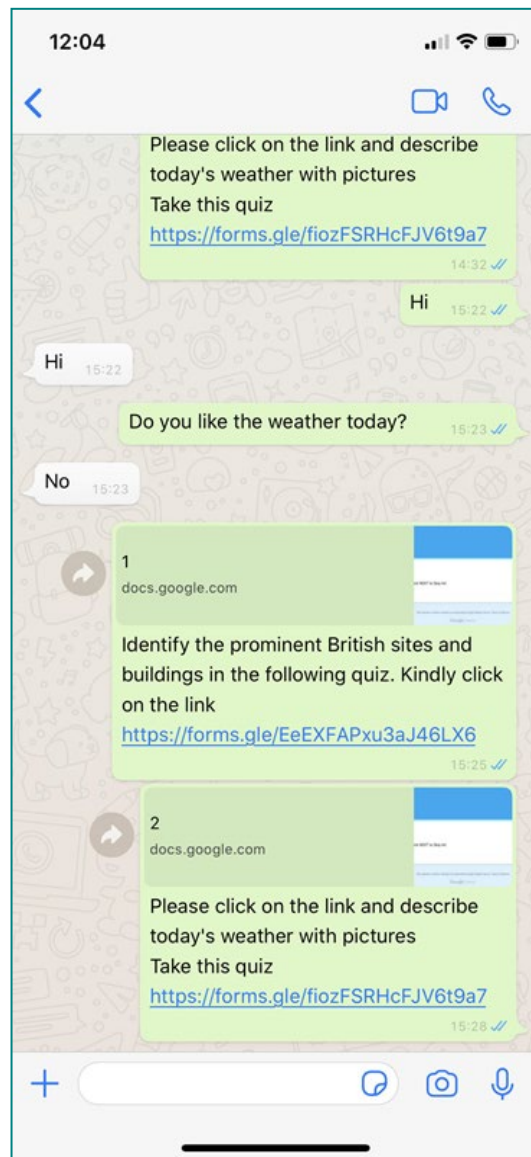 12:04
Please click on the link and describe
today's weather with pictures
Take this quiz
https://forms.gle/fiozFSRHcFJV6t9a7
14:32
Hi 15:22
Hi 15:22
Do you like the weather today? 15:23
No 15:23
1
docs.google.com
Identify the prominent British sites and
buildings in the following quiz. Kindly click
on the link
https://forms.gle/EeEXFAPxu3aJ46LX6
15:25
2
docs.google.com
Please click on the link and describe
today's weather with pictures
Take this quiz
https://forms.gle/fiozFSRHcFJV6t9a7
15:28